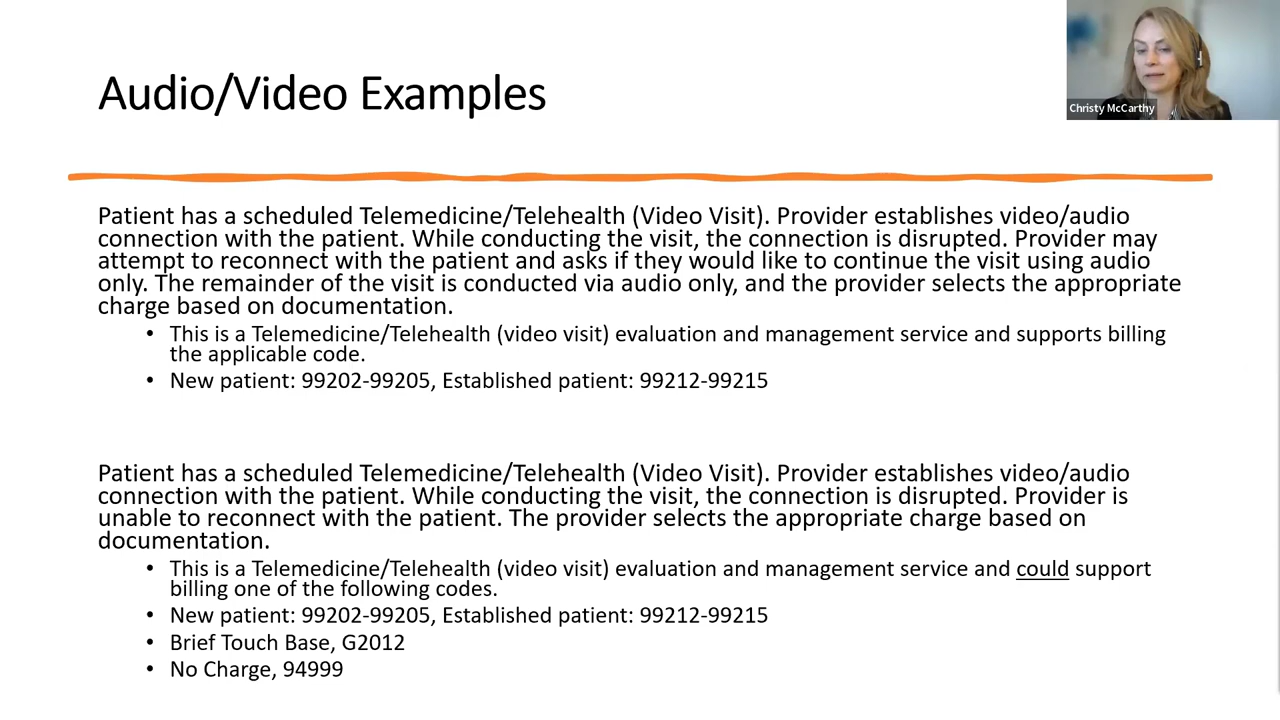 Audio/Video Examples
Christy McCarthy
Patient has a scheduled Telemedicine/Telehealth (Video Visit). Provider establishes video/audio
connection with the patient. While conducting the visit, the connection is disrupted. Provider may
attempt to reconnect with the patient and asks if they would like to continue the visit using audio
only. The remainder of the visit is conducted via audio only, and the provider selects the appropriate
charge based on documentation.
• This is a Telemedicine/Telehealth (video visit) evaluation and management service and supports billing
the applicable code.
• New patient: 99202-99205, Established patient: 99212-99215
Patient has a scheduled Telemedicine/Telehealth (Video Visit). Provider establishes video/audio
connection with the patient. While conducting the visit, the connection is disrupted. Provider is
unable to reconnect with the patient. The provider selects the appropriate charge based on
documentation.
• This is a Telemedicine/Telehealth (video visit) evaluation and management service and could support
billing one of the following codes.
• New patient: 99202-99205, Established patient: 99212-99215
• Brief Touch Base, G2012
• No Charge, 94999